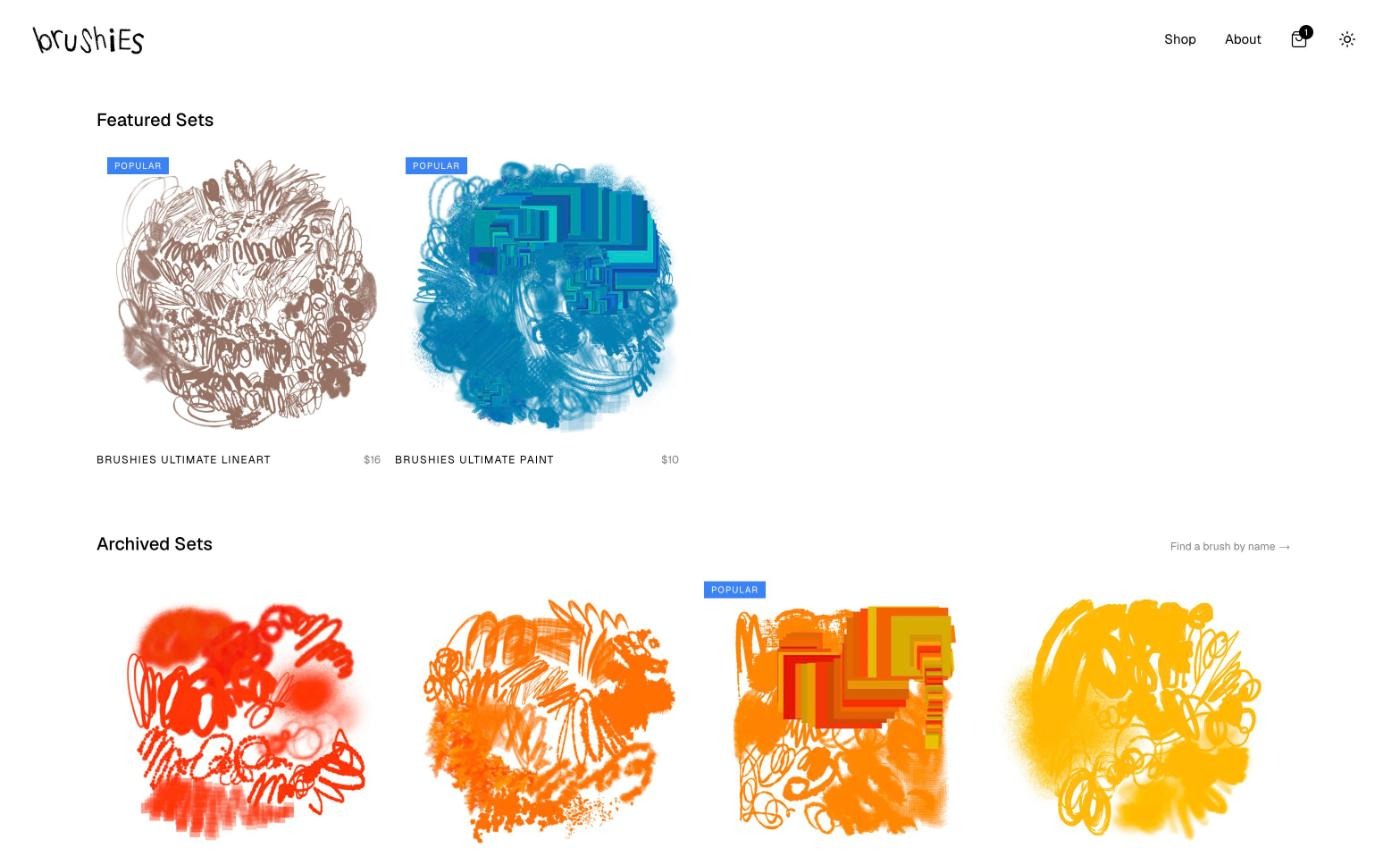 brushiEs
Shop About 1
Featured Sets
POPULAR POPULAR
BRUSHIES ULTIMATE LINEART $16 BRUSHIES ULTIMATE PAINT $10
Archived Sets Find a brush by name →
POPULAR